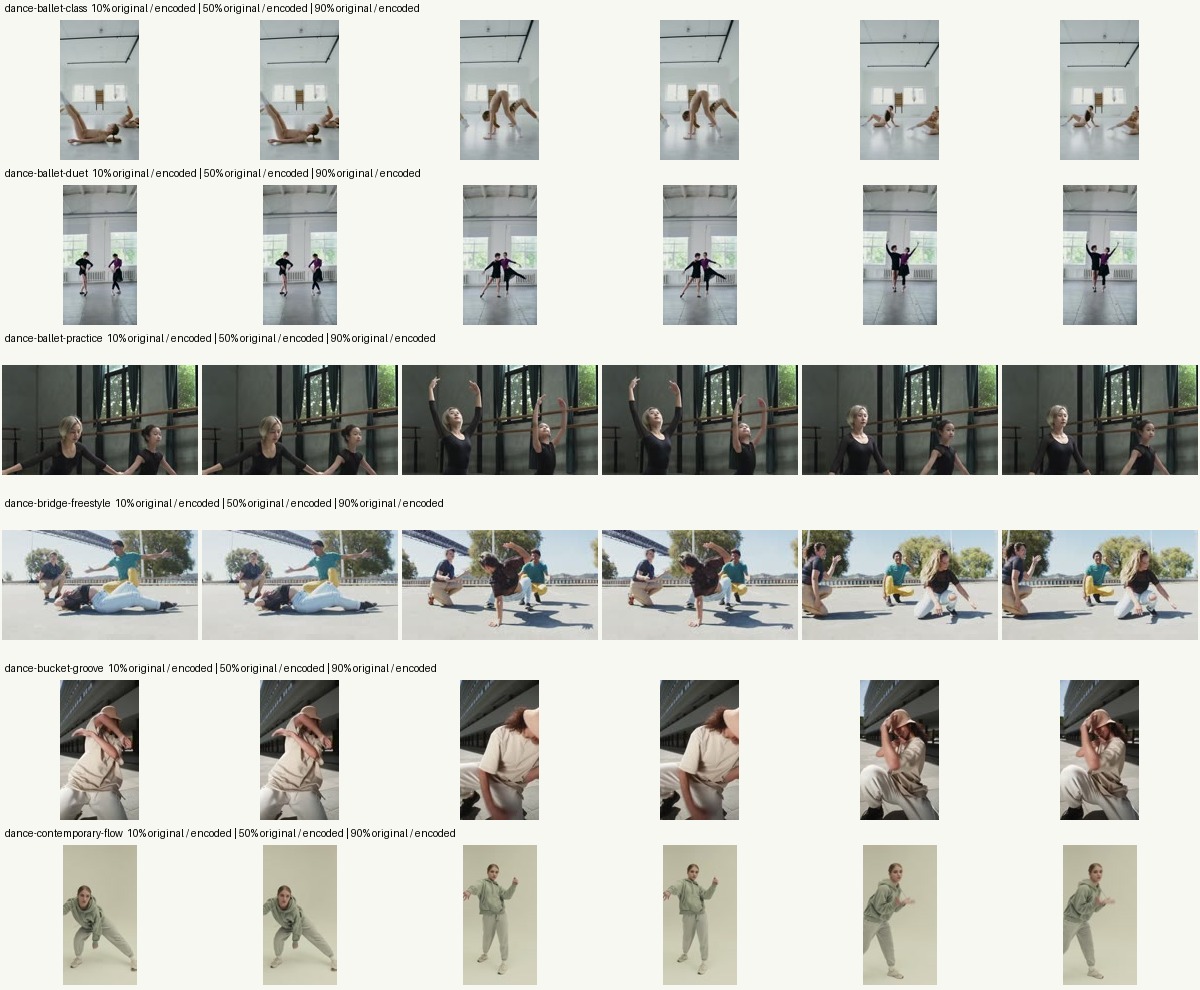 dance-ballet-class 10% original / encoded | 50% original / encoded | 90% original / encoded
dance-ballet-duet 10% original / encoded | 50% original / encoded | 90% original / encoded
dance-ballet-practice 10% original / encoded | 50% original / encoded | 90% original / encoded
dance-bridge-freestyle 10% original / encoded | 50% original / encoded | 90% original / encoded
dance-bucket-groove 10% original / encoded | 50% original / encoded | 90% original / encoded
dance-contemporary-flow 10% original / encoded | 50% original / encoded | 90% original / encoded